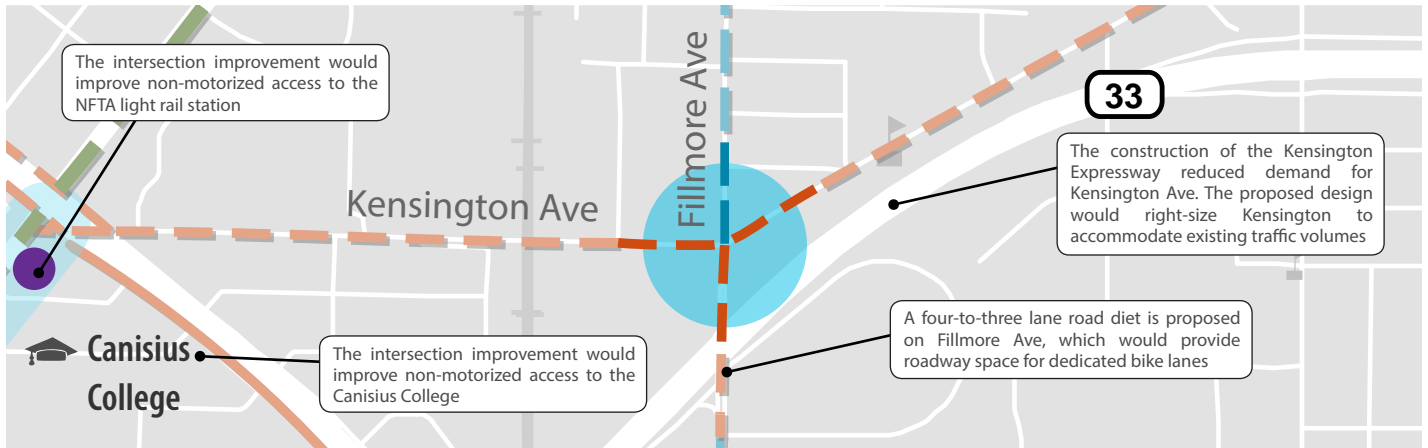 The intersection improvement would
improve non-motorized access to the
NFTA light rail station
Fillmore Ave
33
The construction of the Kensington
Expressway reduced demand for
Kensington Ave. The proposed design
would right-size Kensington to
accommodate existing traffic volumes
Kensington Ave
A four-to-three lane road diet is proposed
on Fillmore Ave, which would provide
roadway space for dedicated bike lanes
Canisius
College
The intersection improvement would
improve non-motorized access to the
Canisius College